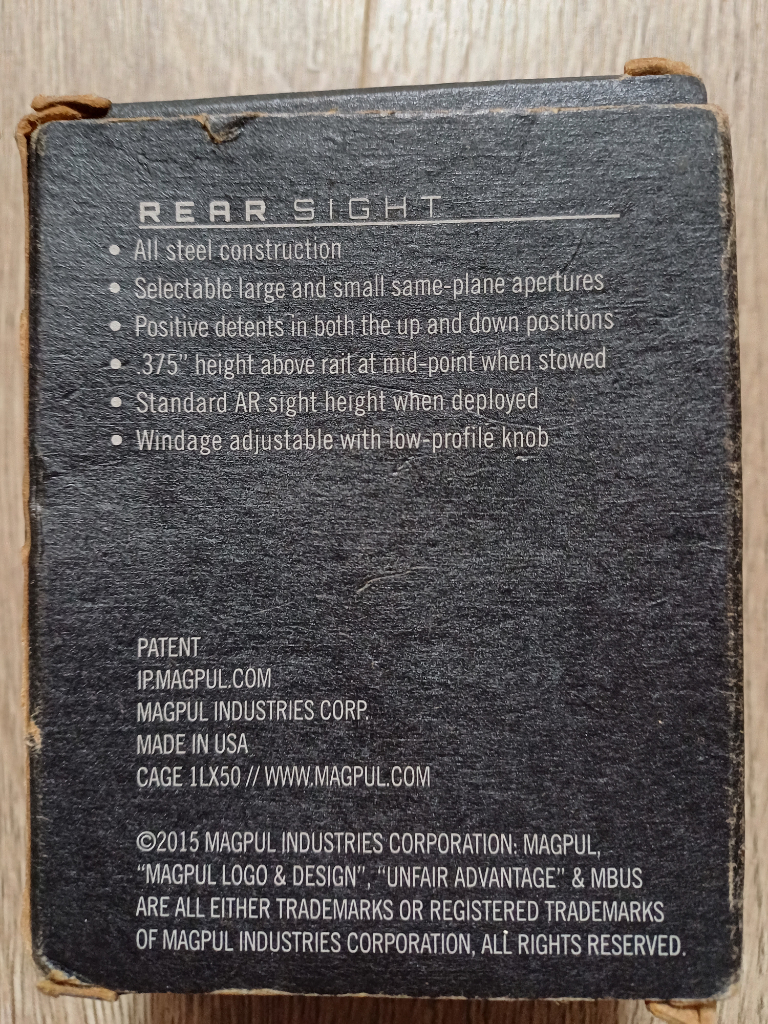 REAR SIGHT
• All steel construction
• Selectable large and small same-plane apertures
• Positive detents in both the up and down positions
• .375” height above rail at mid-point when stowed
• Standard AR sight height when deployed
• Windage adjustable with low-profile knob
PATENT
IP.MAGPUL.COM
MAGPUL INDUSTRIES CORP.
MADE IN USA
CAGE 1LX50 // WWW.MAGPUL.COM
©2015 MAGPUL INDUSTRIES CORPORATION: MAGPUL,
“MAGPUL LOGO & DESIGN”, “UNFAIR ADVANTAGE” & MBUS
ARE ALL EITHER TRADEMARKS OR REGISTERED TRADEMARKS
OF MAGPUL INDUSTRIES CORPORATION, ALL RIGHTS RESERVED.